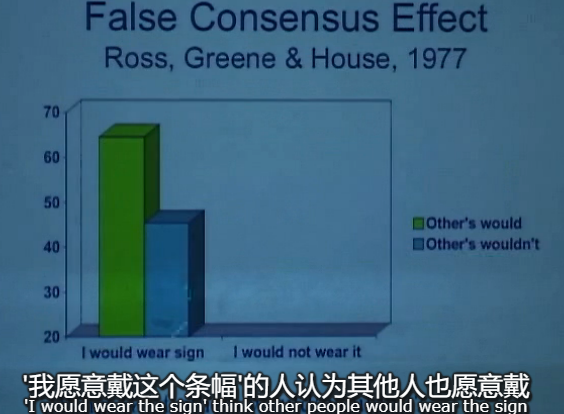 False Consensus Effect
Ross, Greene & House, 1977
70
60
50
40
30
20
Other's would
Other's wouldn't
I would wear sign
I would not wear it
'我愿意戴这个条幅'的人认为其他人也愿意戴
'I would wear the sign' think other people would wear the sign